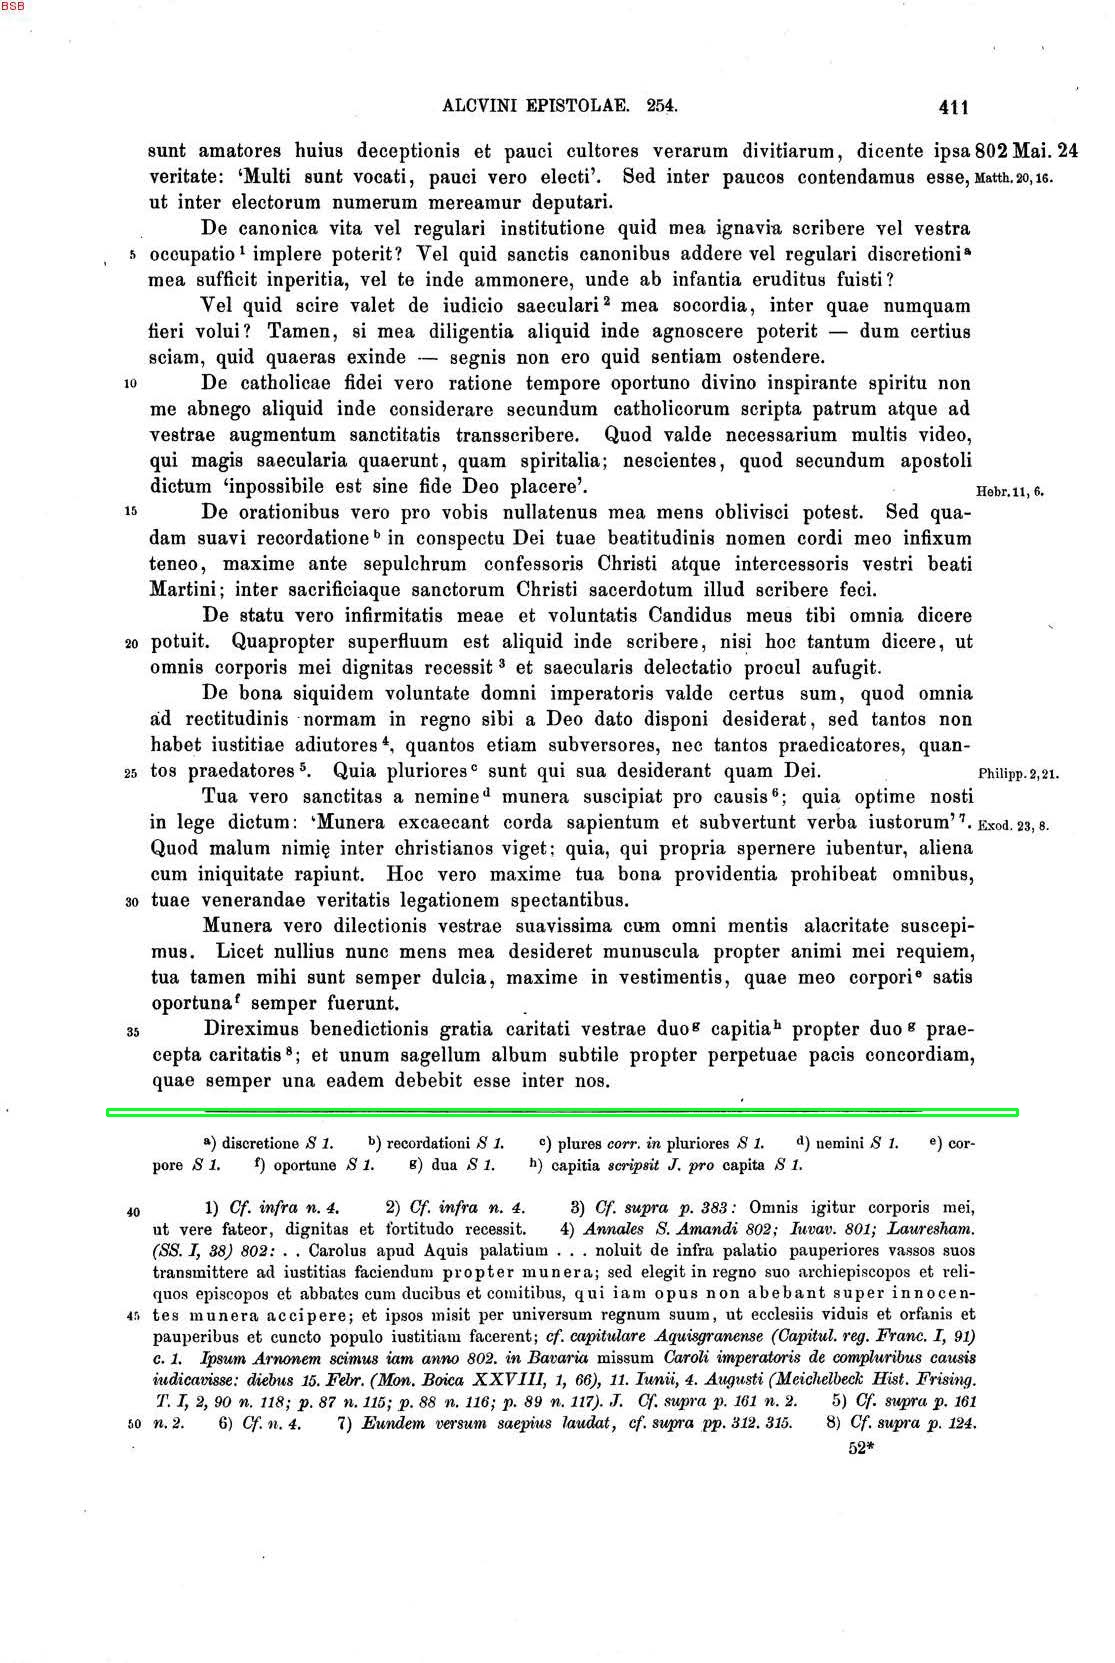 BSB
ALCVINI EPISTOLAE. 254. 411
sunt amatores huius deceptionis et pauci cultores verarum divitiarum, dicente ipsa 802 Mai. 24
veritate: ‘Multi sunt vocati, pauci vero electi’. Sed inter paucos contendamus esse, Matth. 20, 16.
ut inter electorum numerum mereamur deputari.
De canonica vita vel regulari institutione quid mea ignavia scribere vel vestra
5 occupatio¹ implere poterit? Vel quid sanctis canonibus addere vel regulari discretioniᵃ
mea sufficit inperitia, vel te inde ammonere, unde ab infantia eruditus fuisti?
Vel quid scire valet de iudicio saeculari² mea socordia, inter quae numquam
fieri volui? Tamen, si mea diligentia aliquid inde agnoscere poterit — dum certius
sciam, quid quaeras exinde — segnis non ero quid sentiam ostendere.
10 De catholicae fidei vero ratione tempore oportuno divino inspirante spiritu non
me abnego aliquid inde considerare secundum catholicorum scripta patrum atque ad
vestrae augmentum sanctitatis transscribere. Quod valde necessarium multis video,
qui magis saecularia quaerunt, quam spiritalia; nescientes, quod secundum apostoli
dictum ‘inpossibile est sine fide Deo placere’. Hebr. 11, 6.
15 De orationibus vero pro vobis nullatenus mea mens oblivisci potest. Sed qua-
dam suavi recordationeᵇ in conspectu Dei tuae beatitudinis nomen cordi meo infixum
teneo, maxime ante sepulchrum confessoris Christi atque intercessoris vestri beati
Martini; inter sacrificiaque sanctorum Christi sacerdotum illud scribere feci.
De statu vero infirmitatis meae et voluntatis Candidus meus tibi omnia dicere
20 potuit. Quapropter superfluum est aliquid inde scribere, nisi hoc tantum dicere, ut
omnis corporis mei dignitas recessit³ et saecularis delectatio procul aufugit.
De bona siquidem voluntate domni imperatoris valde certus sum, quod omnia
ad rectitudinis normam in regno sibi a Deo dato disponi desiderat, sed tantos non
habet iustitiae adiutores⁴, quantos etiam subversores, nec tantos praedicatores, quan-
25 tos praedatores⁵. Quia plurioresᶜ sunt qui sua desiderant quam Dei. Philipp. 2, 21.
Tua vero sanctitas a nemineᵈ munera suscipiat pro causis⁶; quia optime nosti
in lege dictum: ‘Munera excaecant corda sapientum et subvertunt verba iustorum’⁷. Exod. 23, 8.
Quod malum nimię inter christianos viget; quia, qui propria spernere iubentur, aliena
cum iniquitate rapiunt. Hoc vero maxime tua bona providentia prohibeat omnibus,
30 tuae venerandae veritatis legationem spectantibus.
Munera vero dilectionis vestrae suavissima cum omni mentis alacritate suscepi-
mus. Licet nullius nunc mens mea desideret munuscula propter animi mei requiem,
tua tamen mihi sunt semper dulcia, maxime in vestimentis, quae meo corporiᵉ satis
oportunaᶠ semper fuerunt.
35 Direximus benedictionis gratia caritati vestrae duoᵍ capitiaʰ propter duoᵍ prae-
cepta caritatis⁸; et unum sagellum album subtile propter perpetuae pacis concordiam,
quae semper una eadem debebit esse inter nos.
ᵃ) discretione S 1. ᵇ) recordationi S 1. ᶜ) plures corr. in pluriores S 1. ᵈ) nemini S 1. ᵉ) cor-
pore S 1. ᶠ) oportune S 1. ᵍ) dua S 1. ʰ) capitia scripsit J. pro capita S 1.
40 1) Cf. infra n. 4. 2) Cf. infra n. 4. 3) Cf. supra p. 383: Omnis igitur corporis mei,
ut vere fateor, dignitas et fortitudo recessit. 4) Annales S. Amandi 802; Iuvav. 801; Lauresham.
(SS. I, 38) 802: . . Carolus apud Aquis palatium . . . noluit de infra palatio pauperiores vassos suos
transmittere ad iustitias faciendum propter munera; sed elegit in regno suo archiepiscopos et reli-
quos episcopos et abbates cum ducibus et comitibus, qui iam opus non abebant super innocen-
45 tes munera accipere; et ipsos misit per universum regnum suum, ut ecclesiis viduis et orfanis et
pauperibus et cuncto populo iustitiam facerent; cf. capitulare Aquisgranense (Capitul. reg. Franc. I, 91)
c. 1. Ipsum Arnonem scimus iam anno 802. in Bavaria missum Caroli imperatoris de compluribus causis
iudicavisse: diebus 15. Febr. (Mon. Boica XXVIII, 1, 66), 11. Iunii, 4. Augusti (Meichelbeck Hist. Frising.
T. I, 2, 90 n. 118; p. 87 n. 115; p. 88 n. 116; p. 89 n. 117). J. Cf. supra p. 161 n. 2. 5) Cf. supra p. 161
50 n. 2. 6) Cf. n. 4. 7) Eundem versum saepius laudat, cf. supra pp. 312. 315. 8) Cf. supra p. 124.
52*